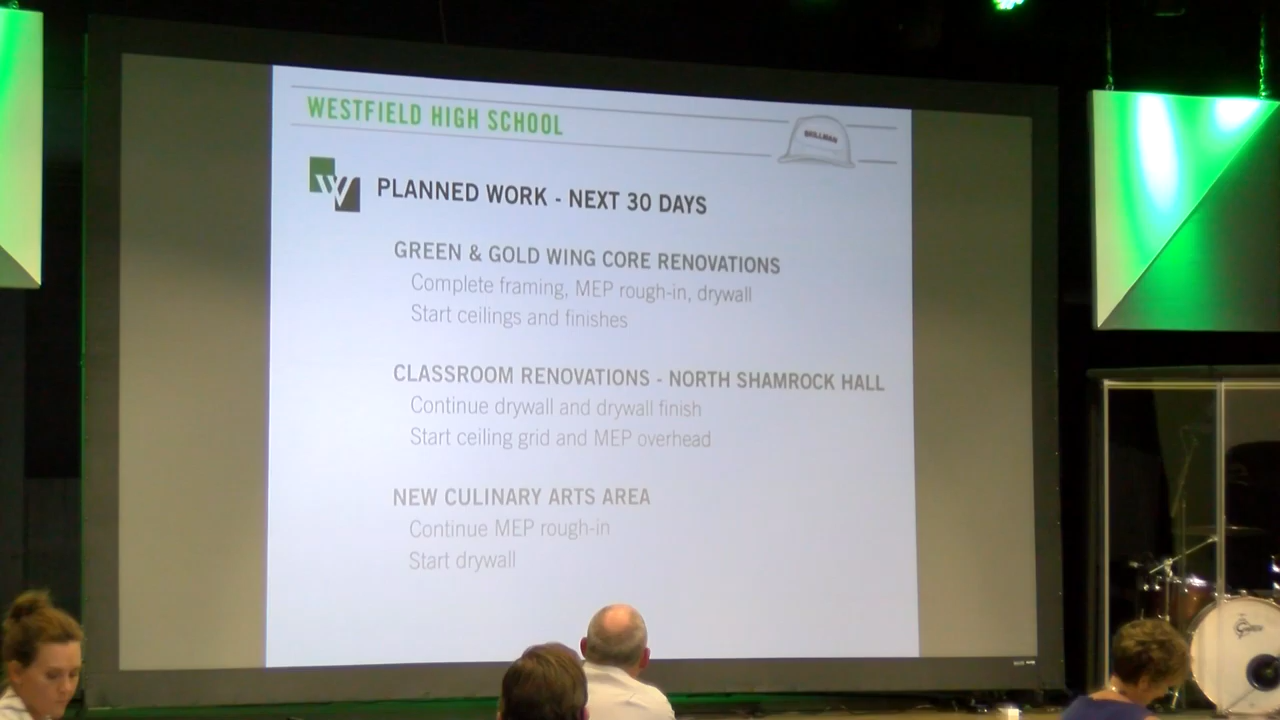 WESTFIELD HIGH SCHOOL
SKILLMAN
W
PLANNED WORK - NEXT 30 DAYS
GREEN & GOLD WING CORE RENOVATIONS
Complete framing, MEP rough-in, drywall
Start ceilings and finishes
CLASSROOM RENOVATIONS - NORTH SHAMROCK HALL
Continue drywall and drywall finish
Start ceiling grid and MEP overhead
NEW CULINARY ARTS AREA
Continue MEP rough-in
Start drywall
Gretsch